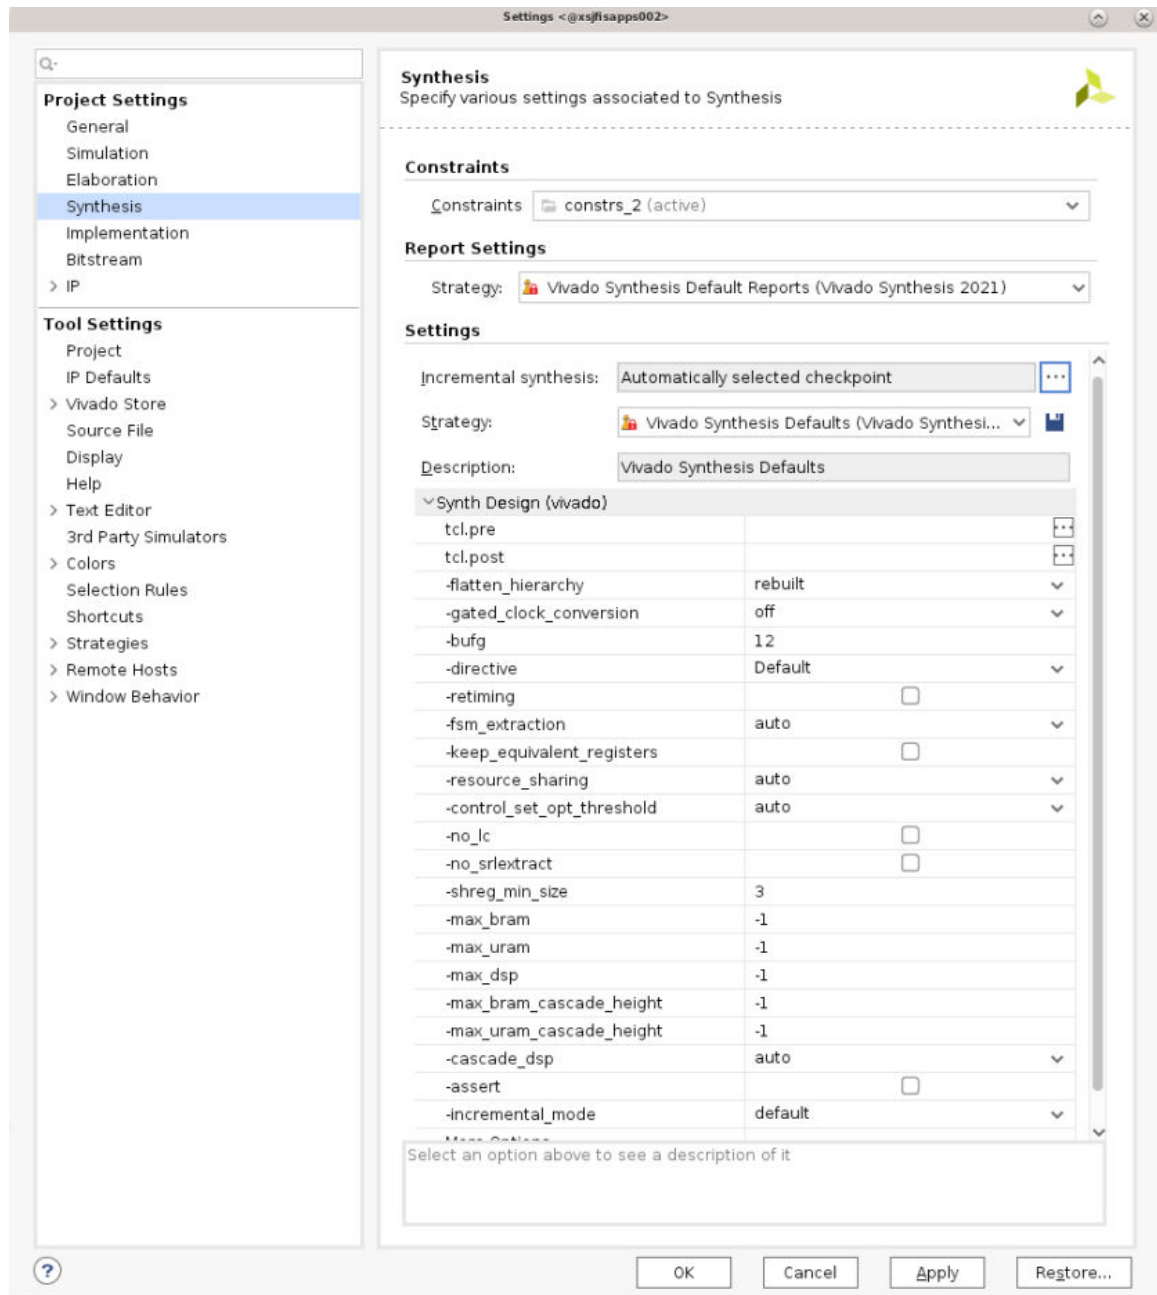 Settings <@xsjfisapps002>
Q-
Project Settings
General
Simulation
Elaboration
Synthesis
Implementation
Bitstream
> IP
Tool Settings
Project
IP Defaults
> Vivado Store
Source File
Display
Help
> Text Editor
3rd Party Simulators
> Colors
Selection Rules
Shortcuts
> Strategies
> Remote Hosts
> Window Behavior
Synthesis
Specify various settings associated to Synthesis
Constraints
Constraints constrs_2 (active)
Report Settings
Strategy: Vivado Synthesis Default Reports (Vivado Synthesis 2021)
Settings
Incremental synthesis: Automatically selected checkpoint ...
Strategy: Vivado Synthesis Defaults (Vivado Synthesi...
Description: Vivado Synthesis Defaults
Synth Design (vivado)
tcl.pre ...
tcl.post ...
-flatten_hierarchy rebuilt
-gated_clock_conversion off
-bufg 12
-directive Default
-retiming
-fsm_extraction auto
-keep_equivalent_registers
-resource_sharing auto
-control_set_opt_threshold auto
-no_lc
-no_srlextract
-shreg_min_size 3
-max_bram -1
-max_uram -1
-max_dsp -1
-max_bram_cascade_height -1
-max_uram_cascade_height -1
-cascade_dsp auto
-assert
-incremental_mode default
More Options
Select an option above to see a description of it
? OK Cancel Apply Restore...